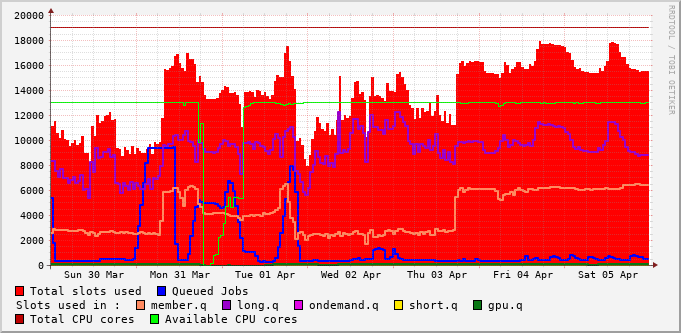 20000
18000
16000
14000
12000
10000
8000
6000
4000
2000
0
Sun 30 Mar Mon 31 Mar Tue 01 Apr Wed 02 Apr Thu 03 Apr Fri 04 Apr Sat 05 Apr
RRDTOOL / TOBI OETIKER
Total slots used Queued Jobs
Slots used in : member.q long.q ondemand.q short.q gpu.q
Total CPU cores Available CPU cores